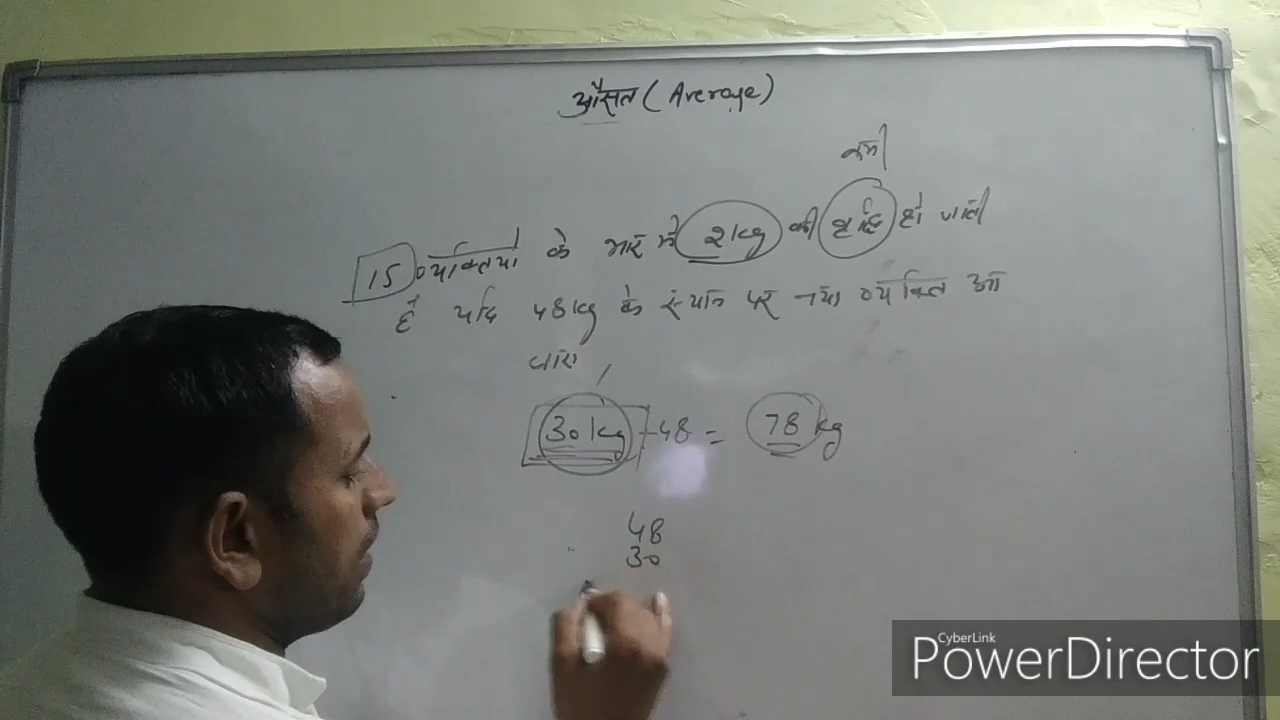 औसत (Average)
कमी
15 व्यक्तियो के भार मे 2kg की वृद्धि हो जाती
है यदि 48kg के स्थान पर नया व्यक्ति आ
जाए
30kg + 48 = 78 kg
48
30
CyberLink
PowerDirector